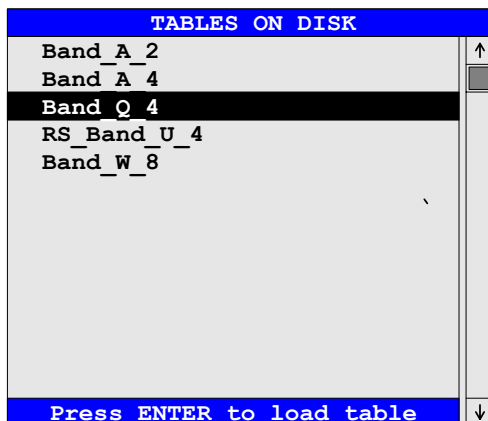 TABLES ON DISK
Band_A_2
Band_A_4
Band_Q_4
RS_Band_U_4
Band_W_8
Press ENTER to load table